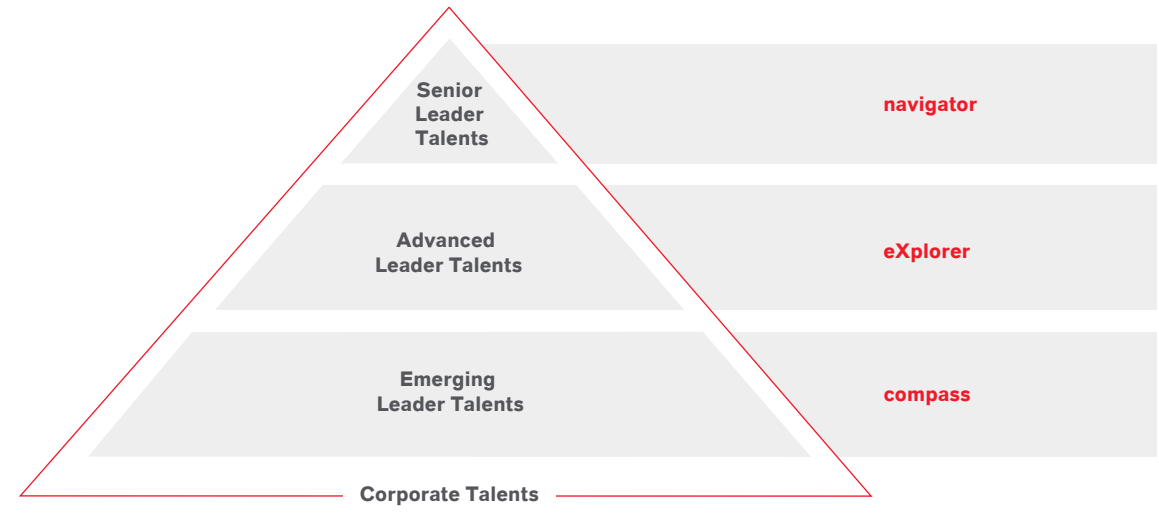 Senior
Leader
Talents
navigator
Advanced
Leader Talents
eXplorer
Emerging
Leader Talents
compass
Corporate Talents